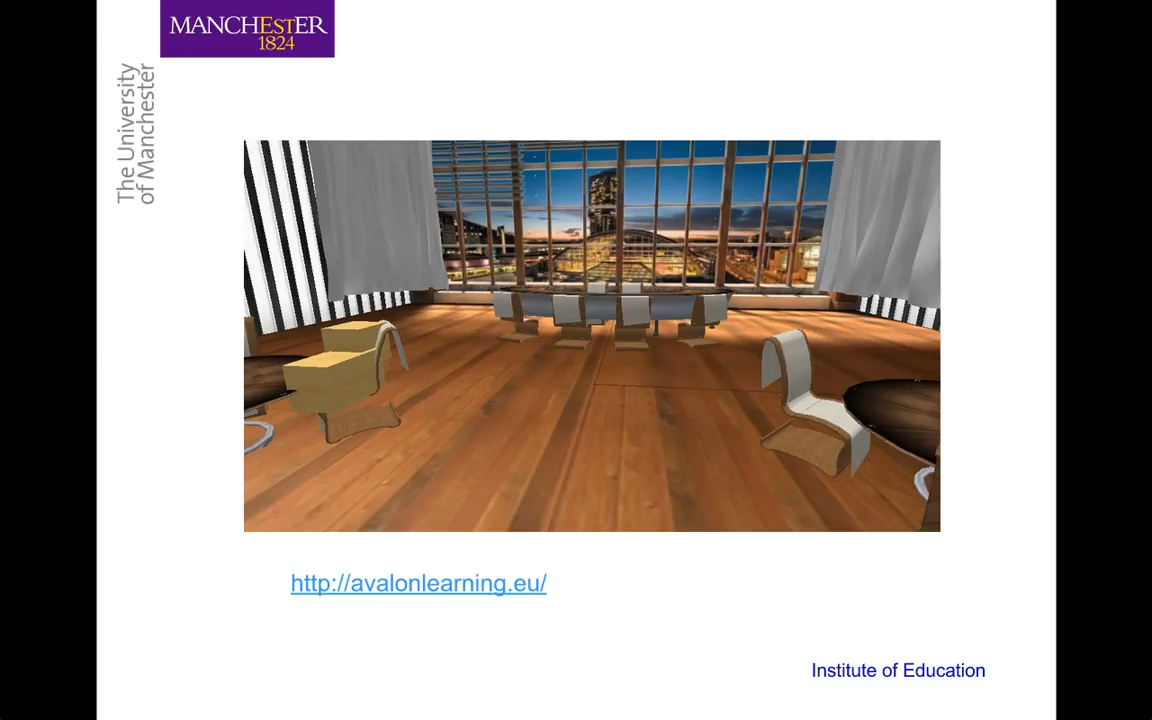 MANCHESTER
1824
The University
of Manchester
http://avalonlearning.eu/
Institute of Education